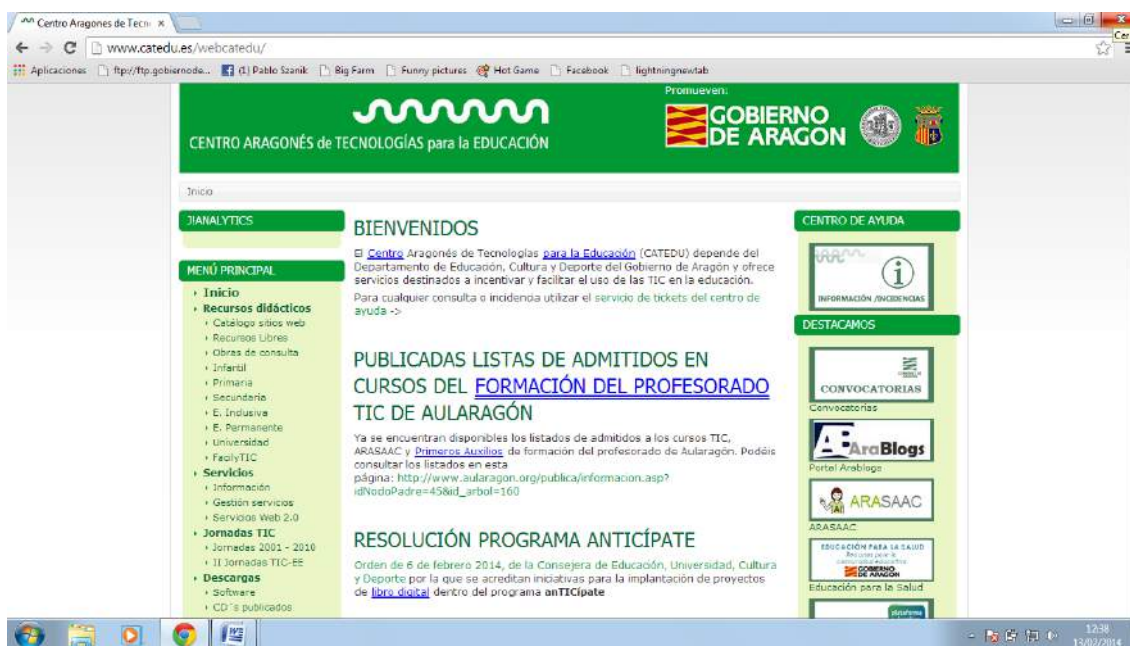 Centro Aragones de Tecn
www.catedu.es/webcatedu/
Cer
Aplicaciones ftp://ftp.gobiernode... (1) Pablo Szanik Big Farm Funny pictures Hot Game Facebook lightningnewtab
CENTRO ARAGONÉS de TECNOLOGÍAS para la EDUCACIÓN
Promueven:
GOBIERNO
DE ARAGON
Inicio
JIANALYTICS
MENÚ PRINCIPAL
Inicio
Recursos didácticos
Catálogo sitios web
Recursos Libres
Obras de consulta
Infantil
Primaria
Secundaria
E. Inclusiva
E. Permanente
Universidad
FacilyTIC
Servicios
Información
Gestión servicios
Servicios Web 2.0
Jornadas TIC
Jornadas 2001 - 2010
II Jornadas TIC-EE
Descargas
Software
CD´s publicados
BIENVENIDOS
El Centro Aragonés de Tecnologías para la Educación (CATEDU) depende del
Departamento de Educación, Cultura y Deporte del Gobierno de Aragón y ofrece
servicios destinados a incentivar y facilitar el uso de las TIC en la educación.
Para cualquier consulta o incidencia utilizar el servicio de tickets del centro de
ayuda ->
PUBLICADAS LISTAS DE ADMITIDOS EN
CURSOS DEL FORMACIÓN DEL PROFESORADO
TIC DE AULARAGÓN
Ya se encuentran disponibles los listados de admitidos a los cursos TIC,
ARASAAC y Primeros Auxilios de formación del profesorado de Aularagón. Podéis
consultar los listados en esta
página: http://www.aularagon.org/publica/informacion.asp?
idNodoPadre=45&id_arbol=160
RESOLUCIÓN PROGRAMA ANTICÍPATE
Orden de 6 de febrero 2014, de la Consejera de Educación, Universidad, Cultura
y Deporte por la que se acreditan iniciativas para la implantación de proyectos
de libro digital dentro del programa anTICípate
CENTRO DE AYUDA
INFORMACIÓN /INCIDENCIAS
DESTACAMOS
CONVOCATORIAS
Convocatorias
AraBlogs
Portal Arablogs
ARASAAC
ARASAAC
EDUCACIÓN PARA LA SALUD
GOBIERNO
DE ARAGON
Educación para la Salud
plataforma
12:38
13/02/2014